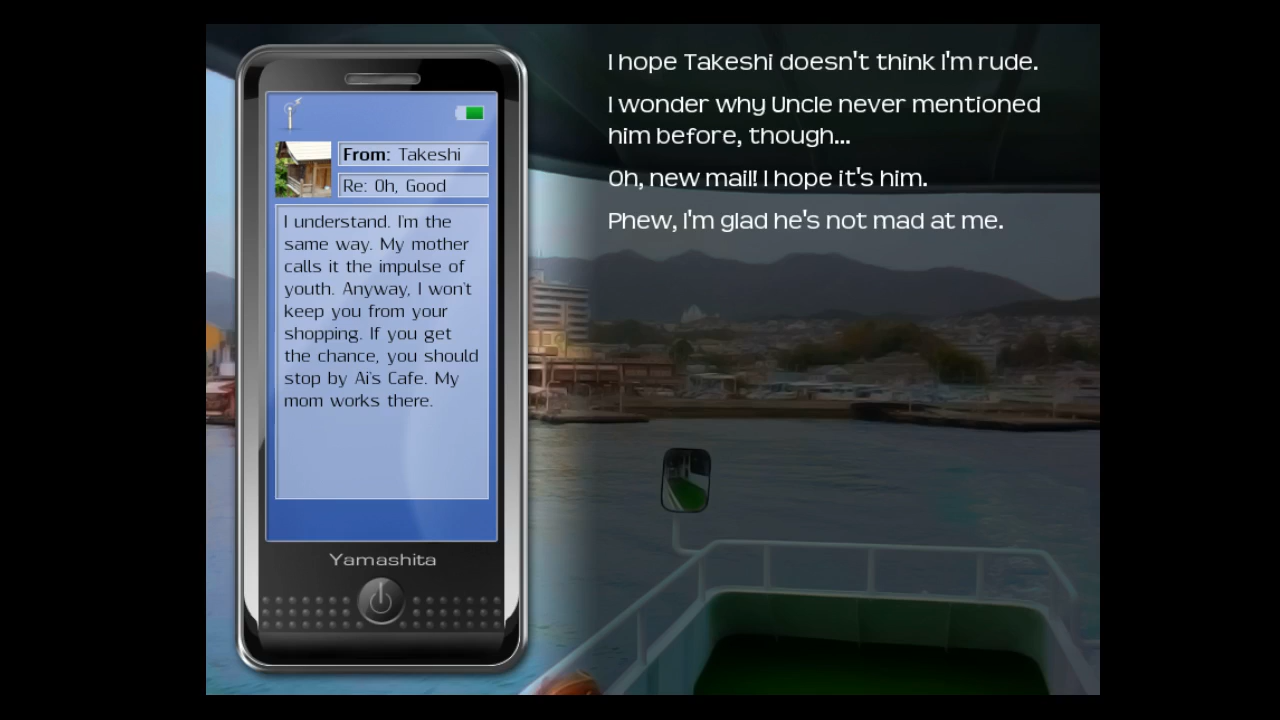 From: Takeshi
Re: Oh, Good
I understand. I'm the
same way. My mother
calls it the impulse of
youth. Anyway, I won't
keep you from your
shopping. If you get
the chance, you should
stop by Ai's Cafe. My
mom works there.
Yamashita
I hope Takeshi doesn't think I'm rude.
I wonder why Uncle never mentioned
him before, though...
Oh, new mail! I hope it's him.
Phew, I'm glad he's not mad at me.